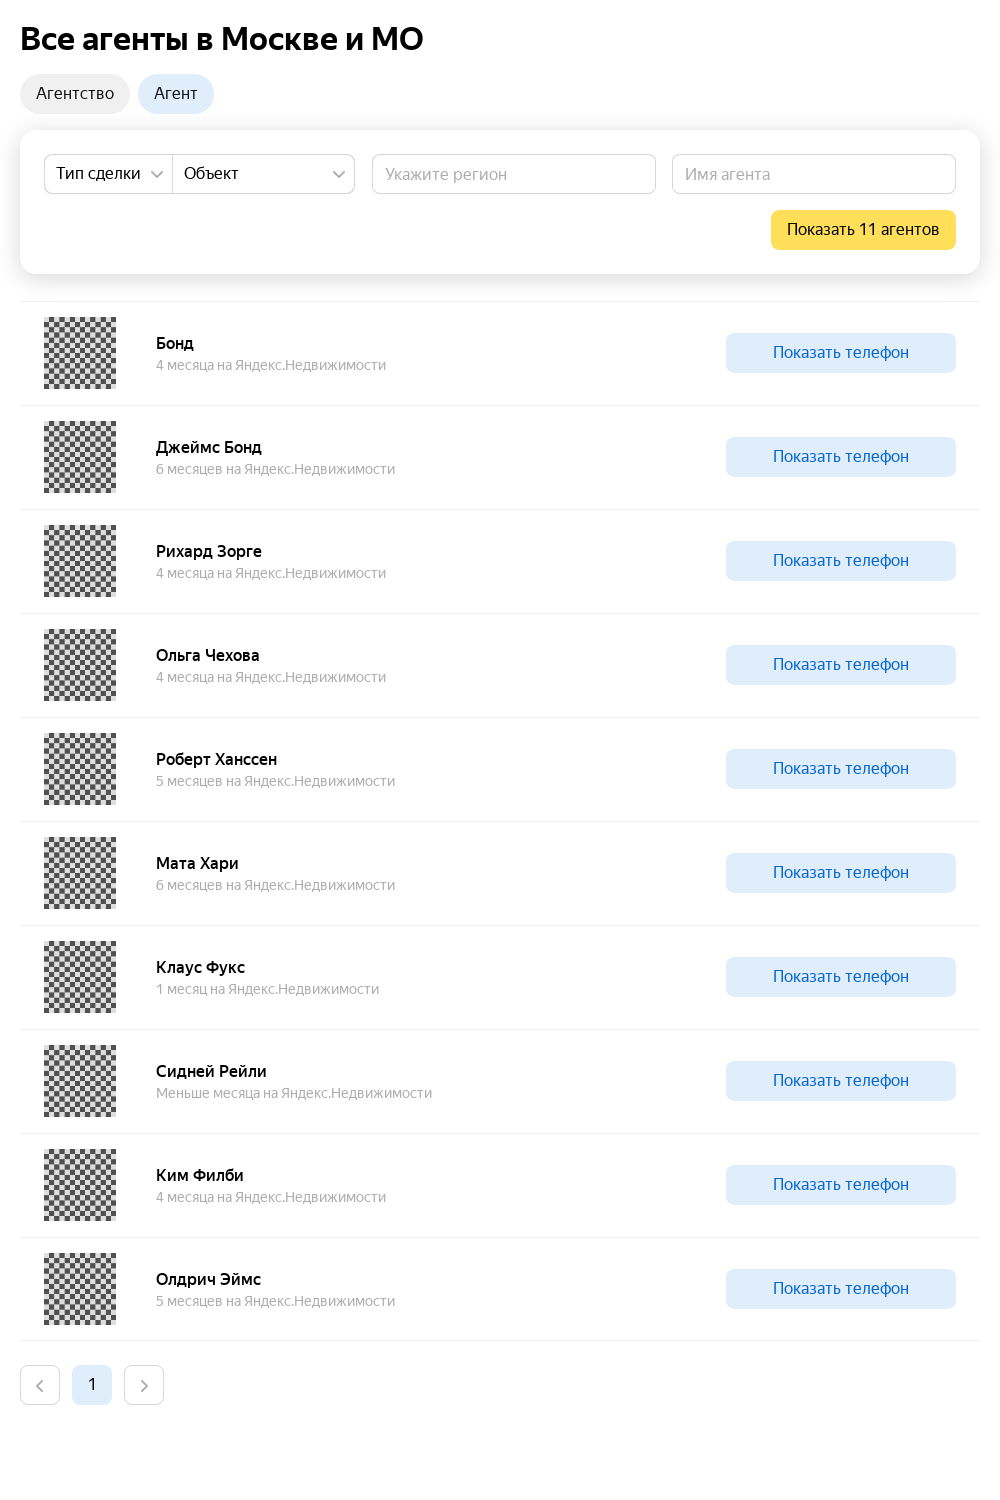 Все агенты в Москве и МО
Агентство Агент
Тип сделки Объект Укажите регион Имя агента
Показать 11 агентов
Бонд
4 месяца на Яндекс.Недвижимости
Показать телефон
Джеймс Бонд
6 месяцев на Яндекс.Недвижимости
Показать телефон
Рихард Зорге
4 месяца на Яндекс.Недвижимости
Показать телефон
Ольга Чехова
4 месяца на Яндекс.Недвижимости
Показать телефон
Роберт Ханссен
5 месяцев на Яндекс.Недвижимости
Показать телефон
Мата Хари
6 месяцев на Яндекс.Недвижимости
Показать телефон
Клаус Фукс
1 месяц на Яндекс.Недвижимости
Показать телефон
Сидней Рейли
Меньше месяца на Яндекс.Недвижимости
Показать телефон
Ким Филби
4 месяца на Яндекс.Недвижимости
Показать телефон
Олдрич Эймс
5 месяцев на Яндекс.Недвижимости
Показать телефон
1